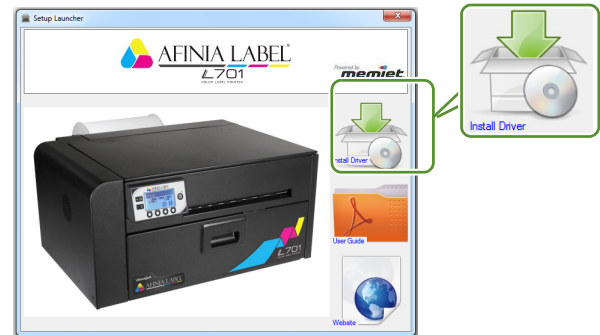 Setup Launcher
AFINIA LABEL
L701
COLOR LABEL PRINTER
Powered by
memjet
Install Driver
Install Driver
User Guide
L701
AFINIA LABEL
Website